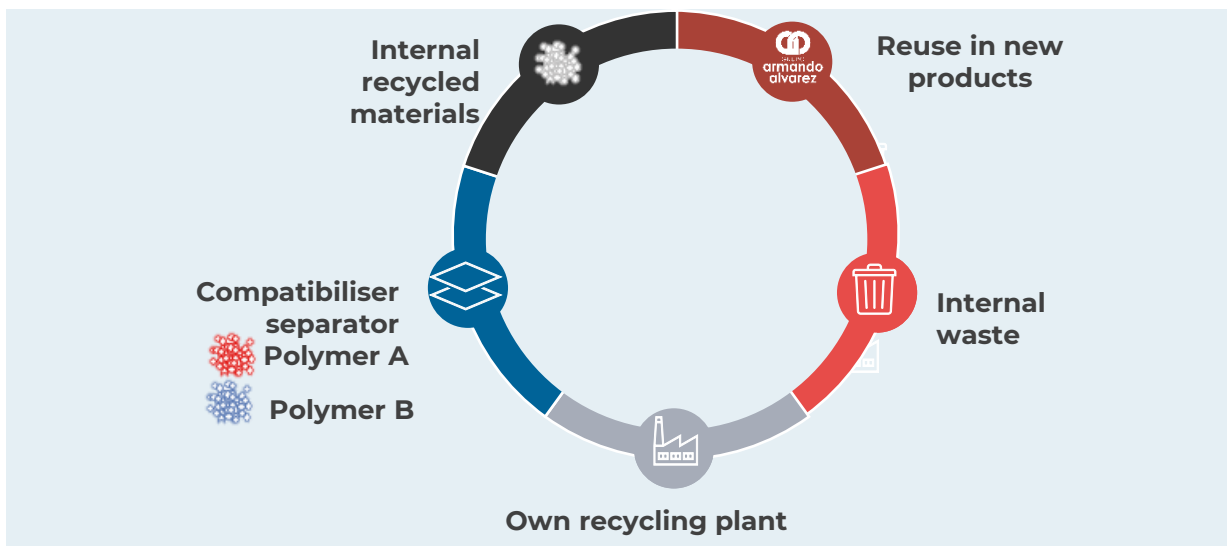 Internal
recycled
materials
armando
alvarez
Reuse in new
products
Compatibiliser
separator
Polymer A
Polymer B
Internal
waste
Own recycling plant